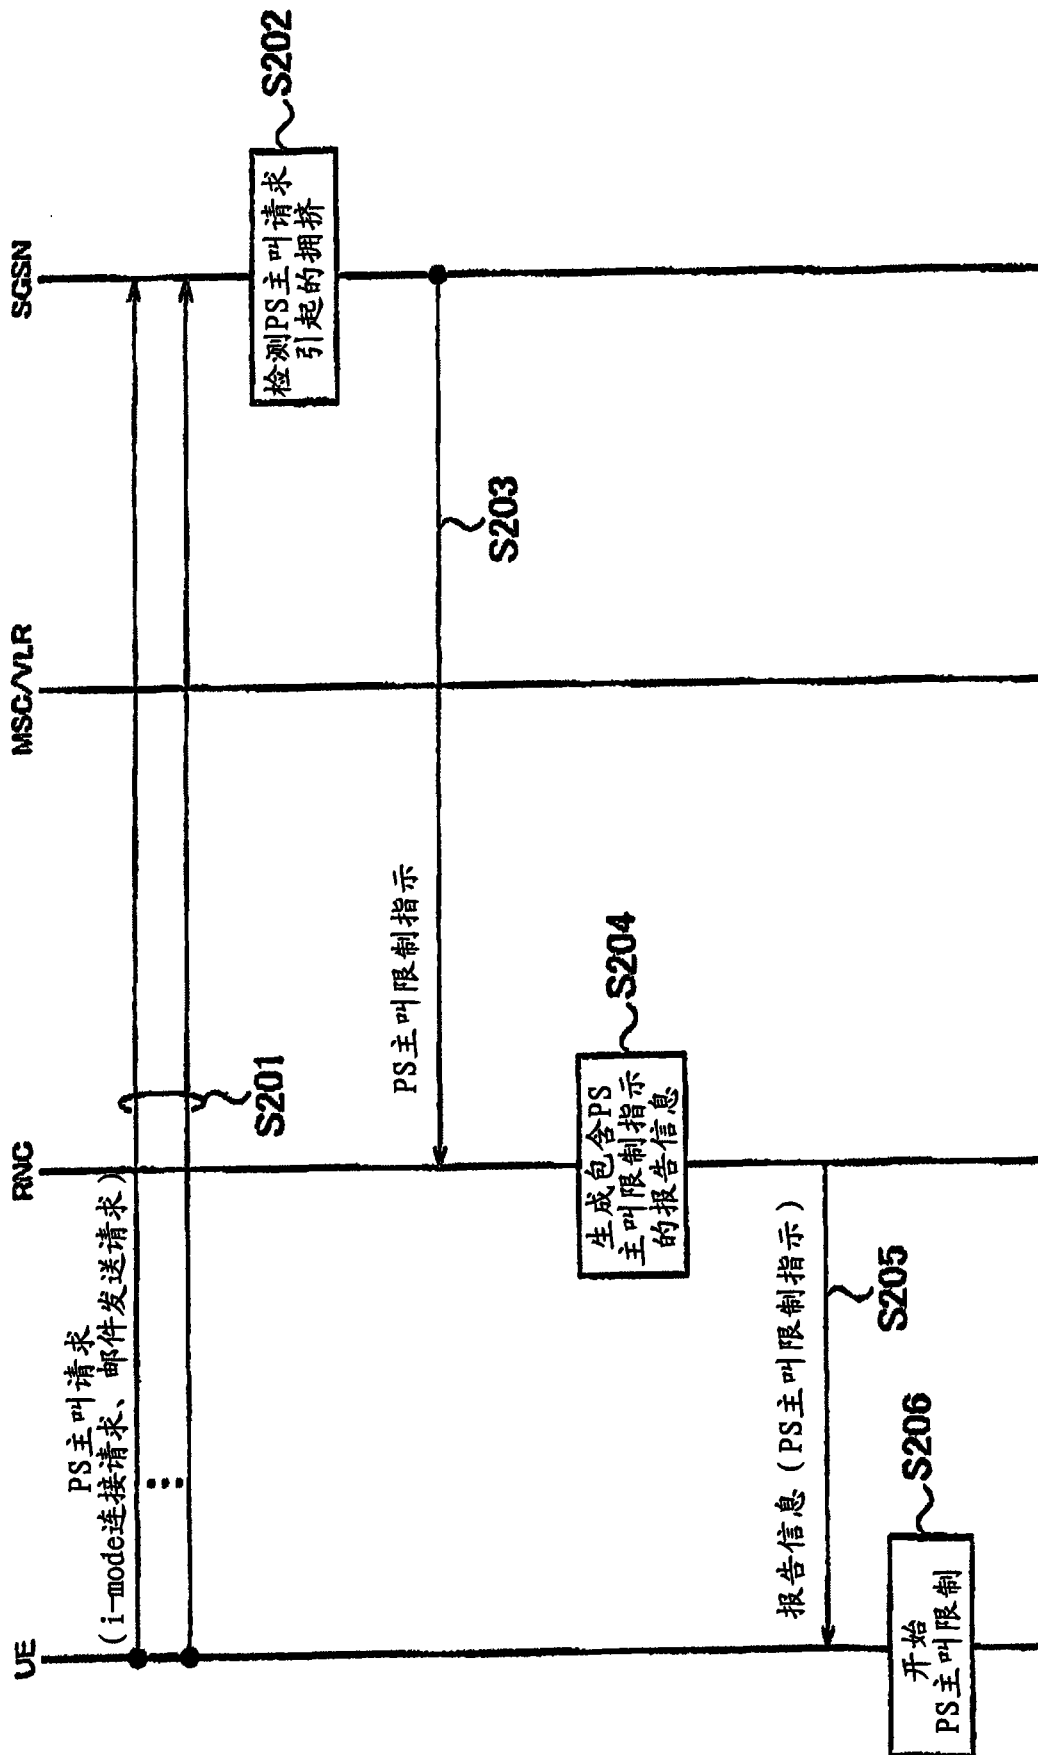 UE
RNC
MSC/VLR
SGSN
PS主叫请求
(i-mode连接请求、邮件发送请求)
S201
检测PS主叫请求
引起的拥挤
S202
PS主叫限制指示
S203
生成包含PS
主叫限制指示
的报告信息
S204
报告信息(PS主叫限制指示)
S205
开始
PS主叫限制
S206